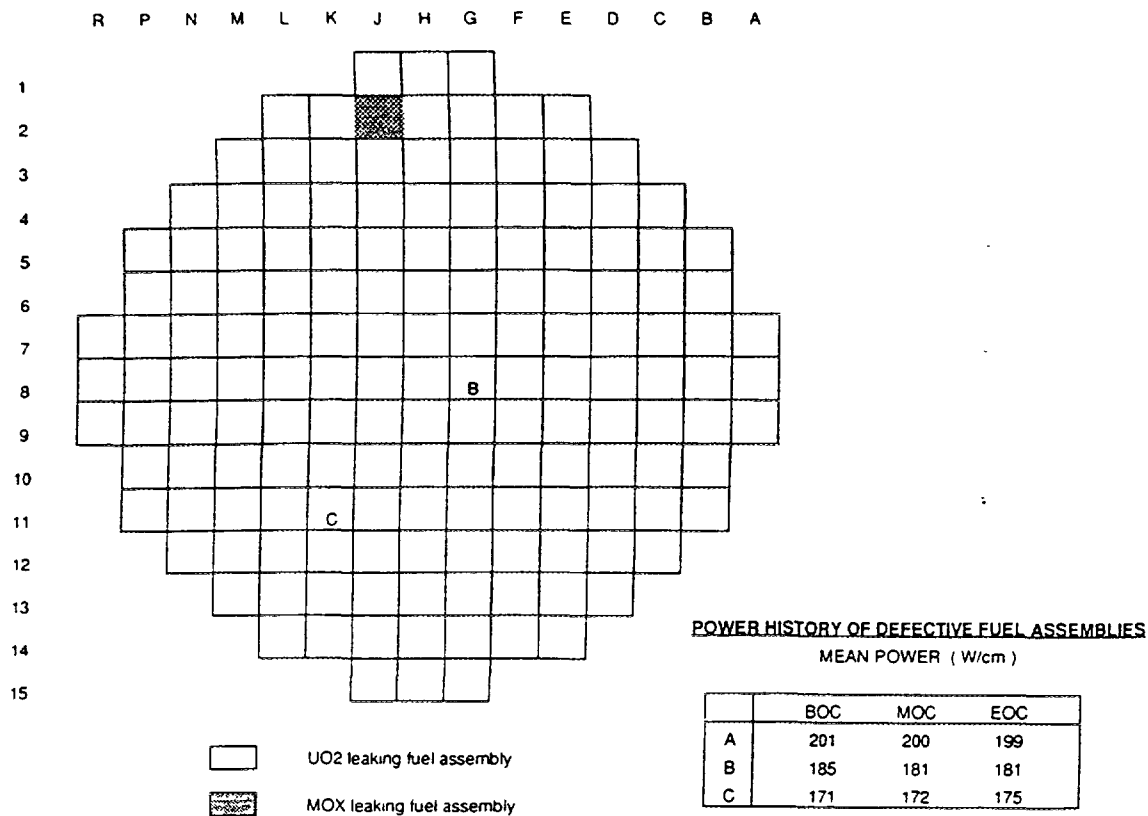 R P N M L K J H G F E D C B A
1
2
3
4
5
6
7
8 B
9
10
11 C
12
13
14
15
POWER HISTORY OF DEFECTIVE FUEL ASSEMBLIES
MEAN POWER ( W/cm )
BOC MOC EOC
A 201 200 199
B 185 181 181
C 171 172 175
UO2 leaking fuel assembly
MOX leaking fuel assembly